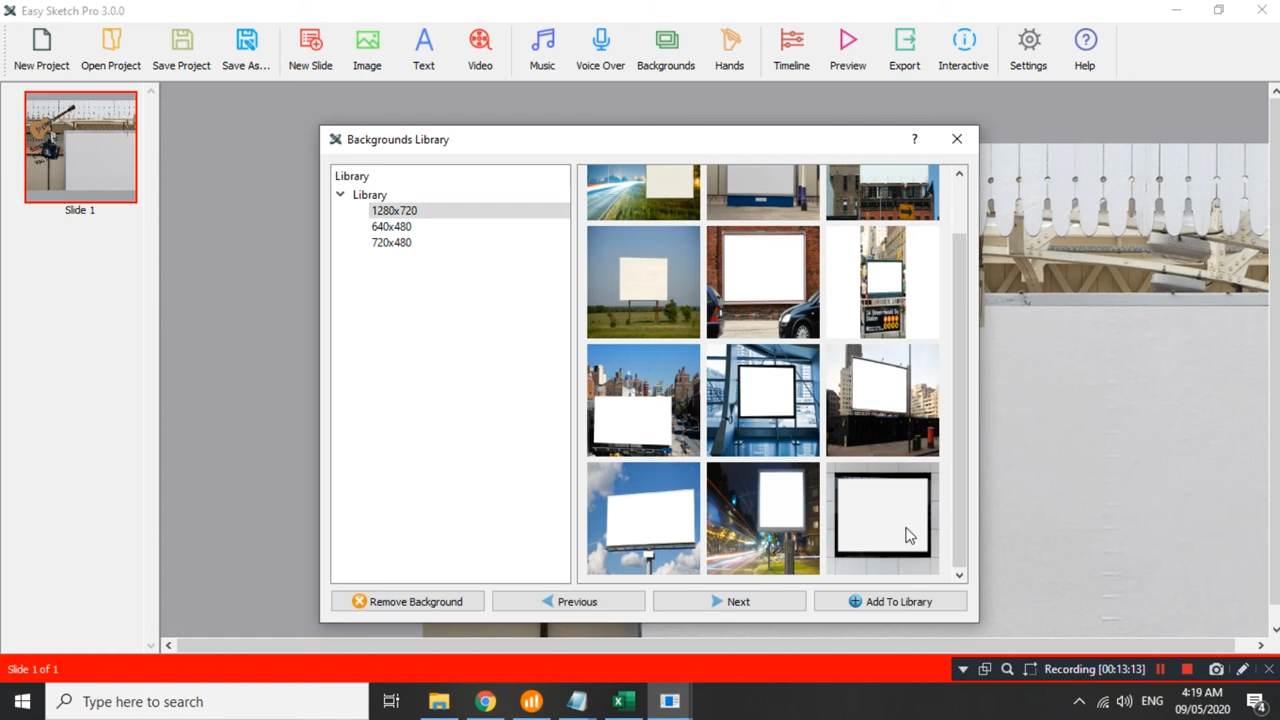 Easy Sketch Pro 3.0.0
New Project Open Project Save Project Save As... New Slide Image Text Video Music Voice Over Backgrounds Hands Timeline Preview Export Interactive Settings Help
Slide 1
Backgrounds Library
Library
Library
1280x720
640x480
720x480
Remove Background Previous Next Add To Library
Slide 1 of 1
Recording [00:13:13]
Type here to search
ENG
4:19 AM
09/05/2020
4